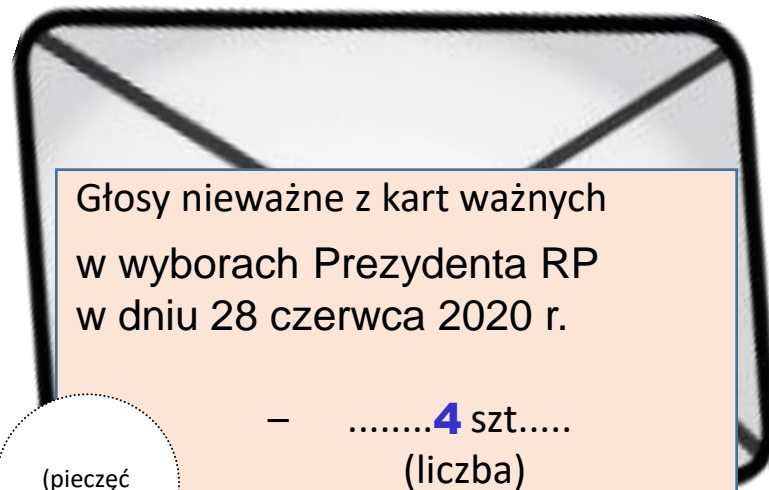 Głosy nieważne z kart ważnych
w wyborach Prezydenta RP
w dniu 28 czerwca 2020 r.
– ........4 szt.....
(liczba)
(pieczęć